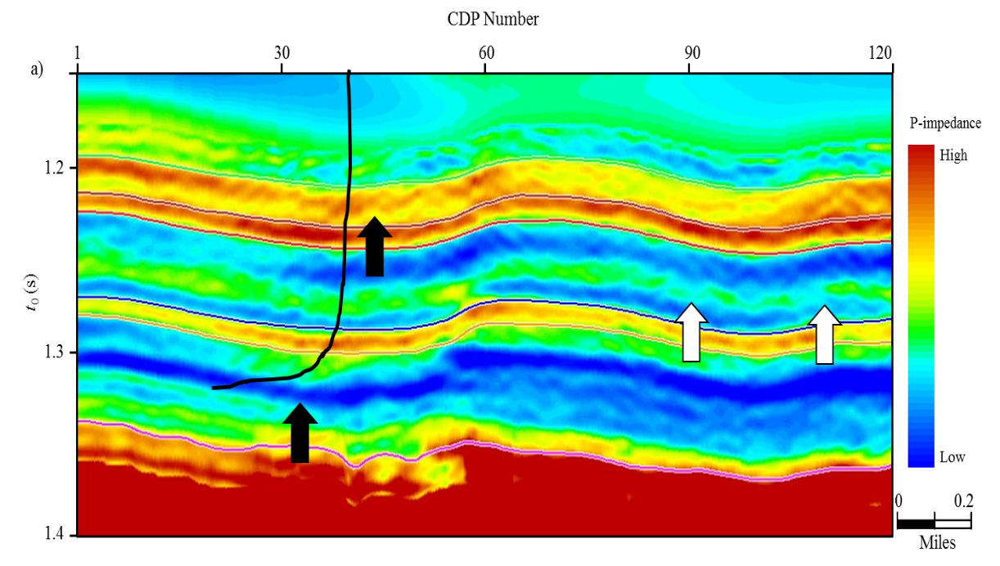 CDP Number
a) 1 30 60 90 120
P-impedance
High
1.2
t₀ (s)
1.3
Low
0 0.2
1.4
Miles